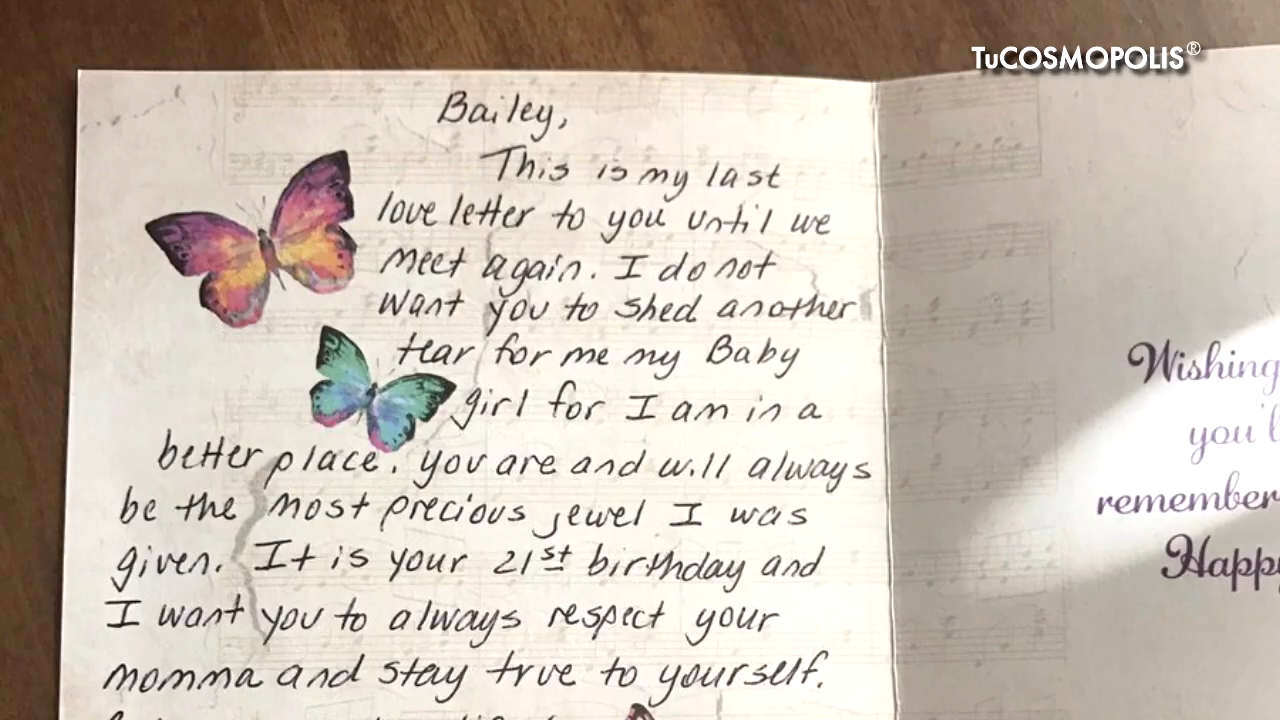 TuCOSMOPOLIS®
Bailey,
This is my last
love letter to you until we
meet again. I do not
want you to shed another
tear for me my Baby
girl for I am in a
better place. you are and will always
be the most precious jewel I was
given. It is your 21st birthday and
I want you to always respect your
momma and stay true to yourself.
Wishing
you'l
remember
Happy